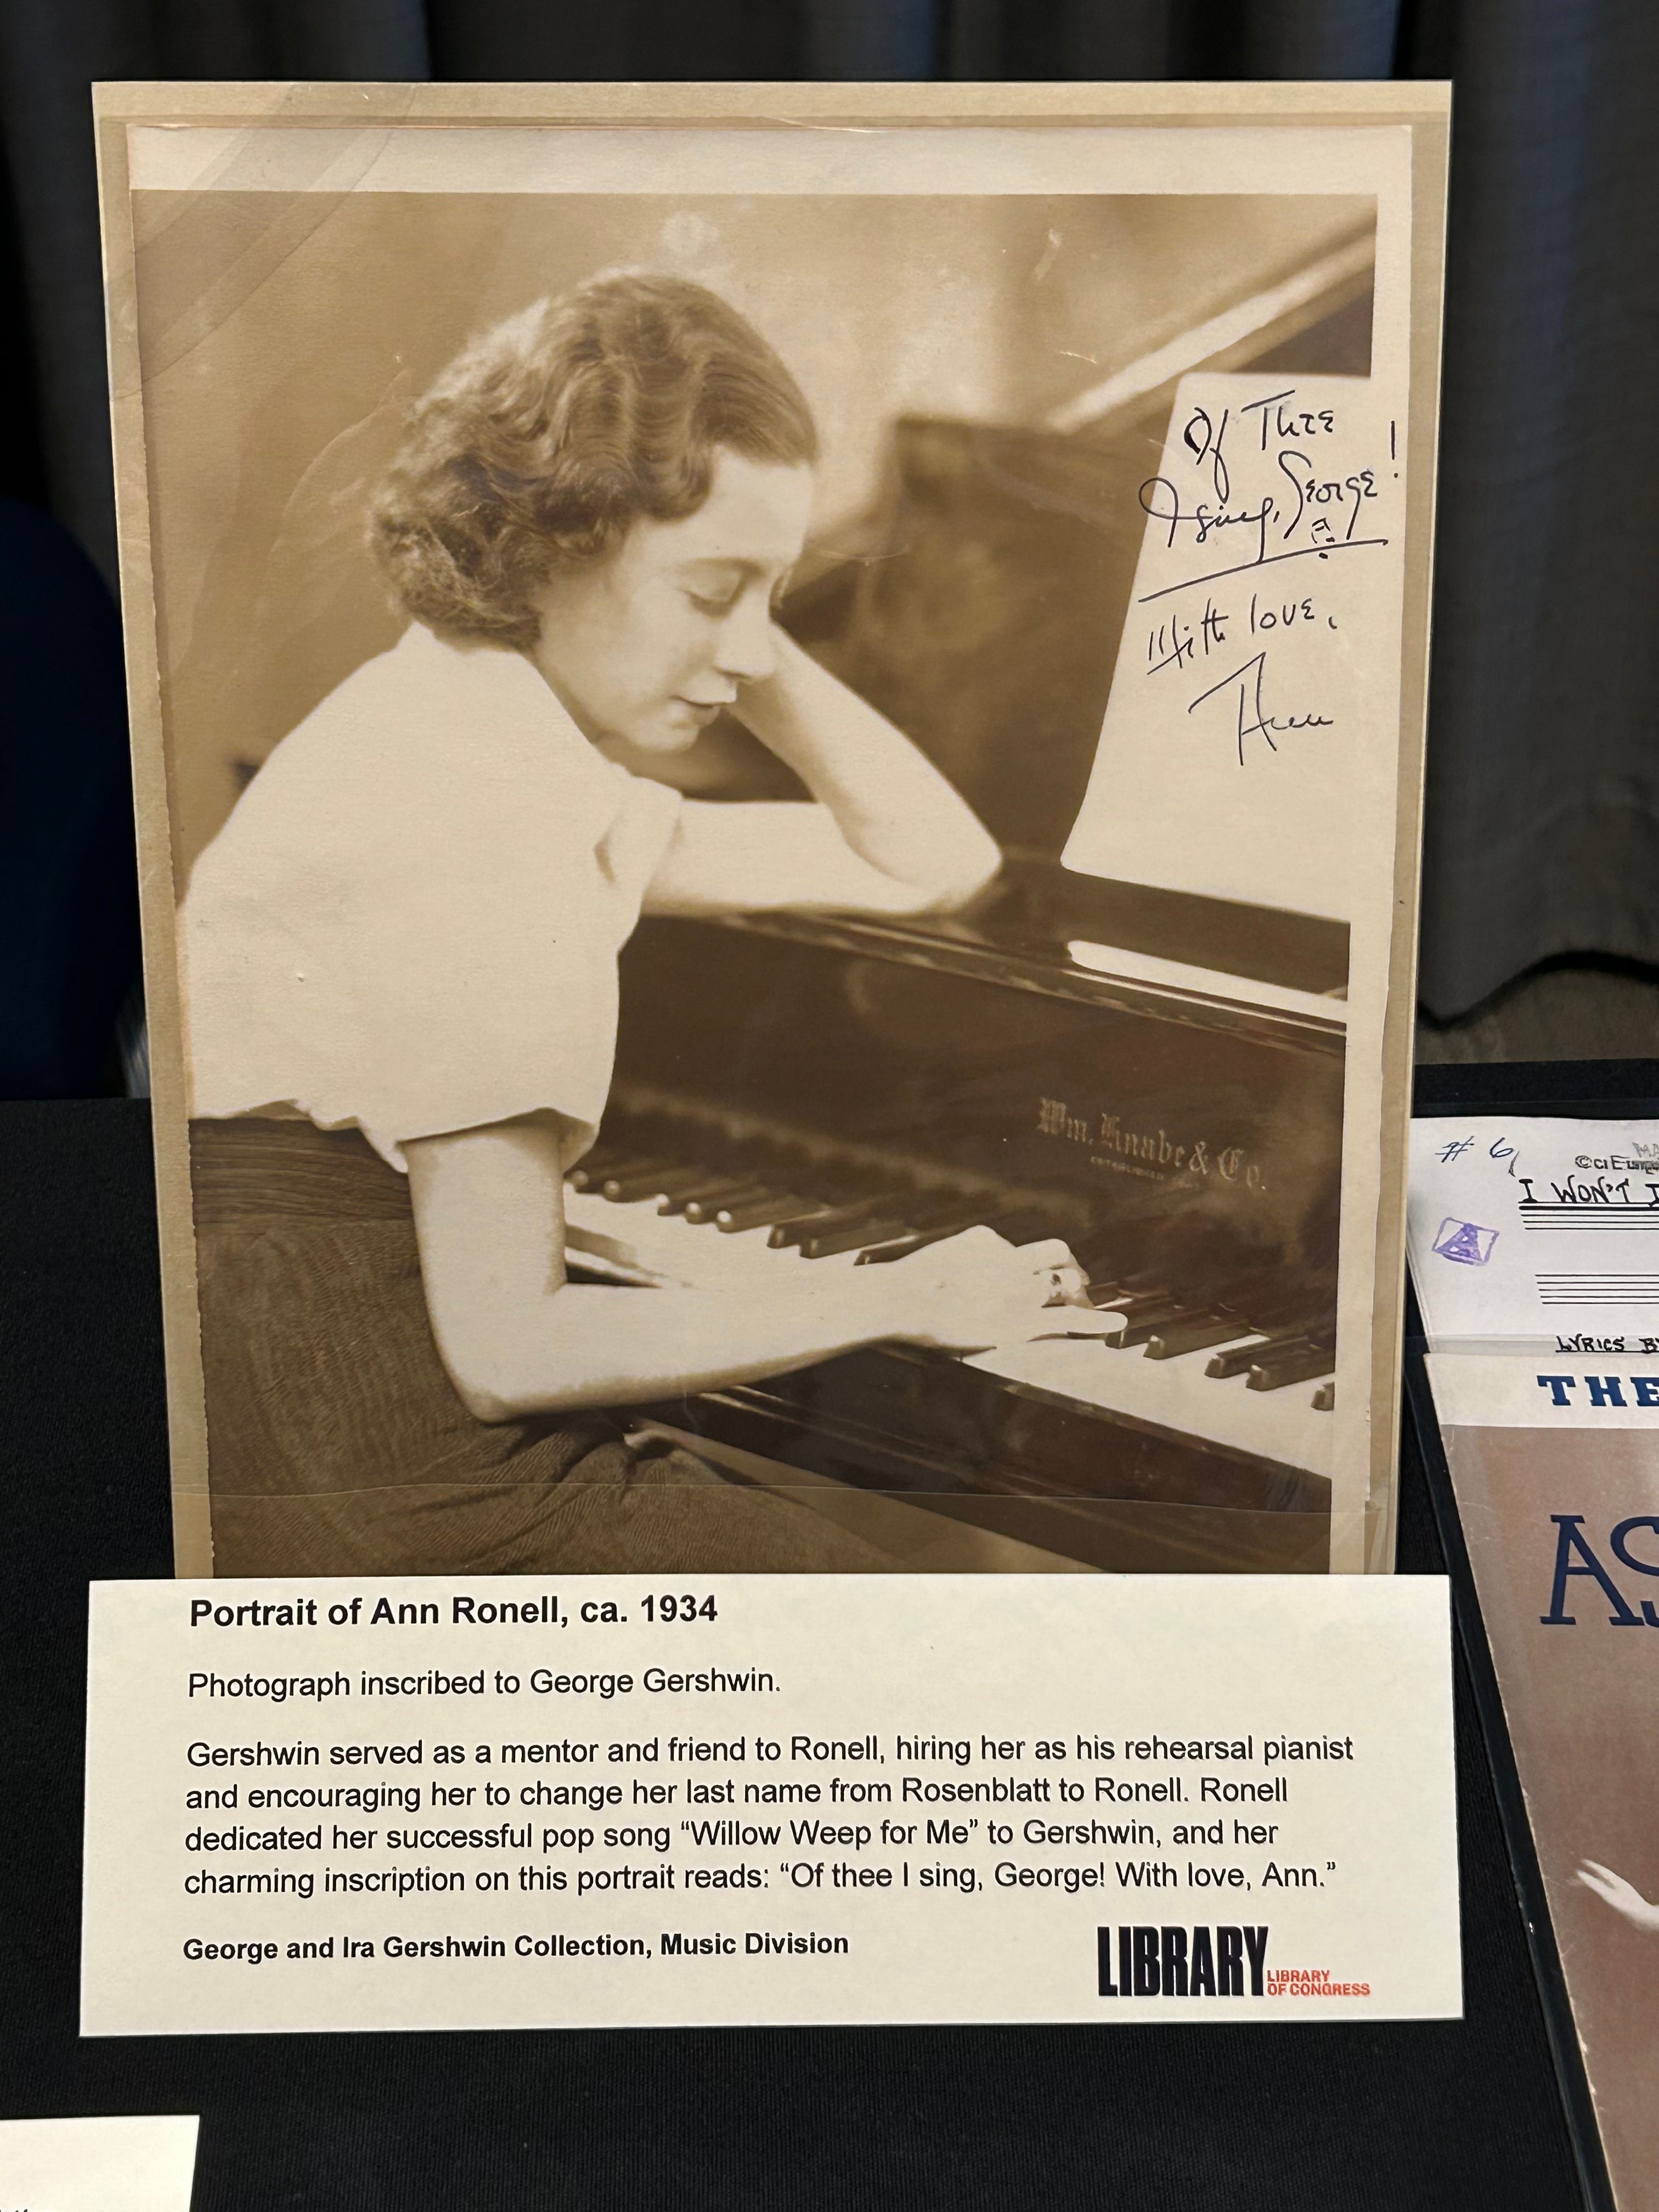 Of Thee
I sing, George!
With love,
Ann
Wm. Knabe & Co.
# 6
I WON'T
A
LYRICS
THE
AS
Portrait of Ann Ronell, ca. 1934
Photograph inscribed to George Gershwin.
Gershwin served as a mentor and friend to Ronell, hiring her as his rehearsal pianist
and encouraging her to change her last name from Rosenblatt to Ronell. Ronell
dedicated her successful pop song “Willow Weep for Me” to Gershwin, and her
charming inscription on this portrait reads: “Of thee I sing, George! With love, Ann.”
George and Ira Gershwin Collection, Music Division
LIBRARY
LIBRARY
OF CONGRESS